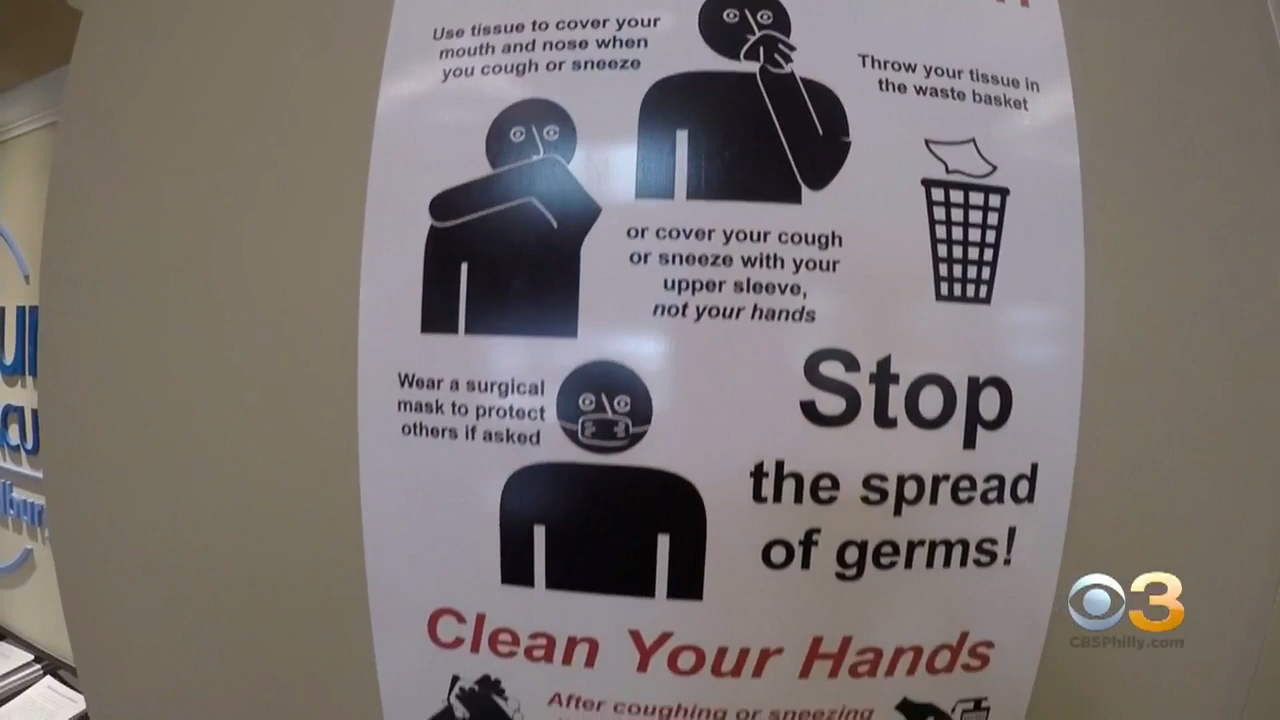 Use tissue to cover your
mouth and nose when
you cough or sneeze
Throw your tissue in
the waste basket
or cover your cough
or sneeze with your
upper sleeve,
not your hands
Wear a surgical
mask to protect
others if asked
Stop
the spread
of germs!
Clean Your Hands
After coughing or sneezing
3
CBSPhilly.com